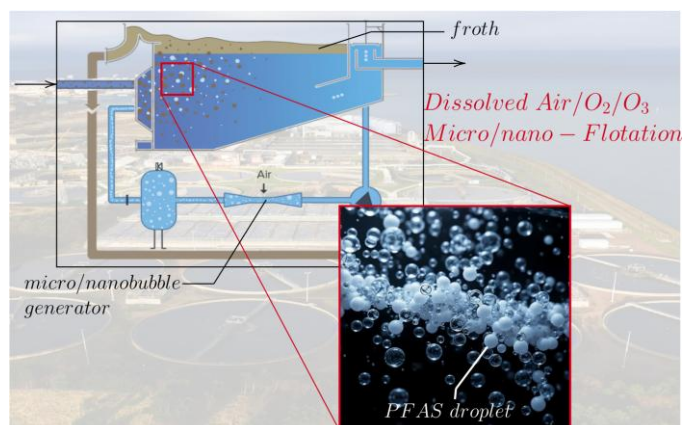 froth
Dissolved Air/O₂/O₃
Micro/nano − Flotation
Air
micro/nanobubble
generator
PFAS droplet